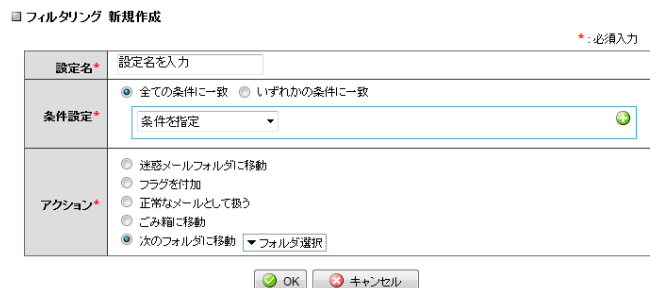 フィルタリング 新規作成
*：必須入力
設定名*
設定名を入力
条件設定*
全ての条件に一致 いずれかの条件に一致
条件を指定
アクション*
迷惑メールフォルダに移動
フラグを付加
正常なメールとして扱う
ごみ箱に移動
次のフォルダに移動 ▼フォルダ選択
OK キャンセル